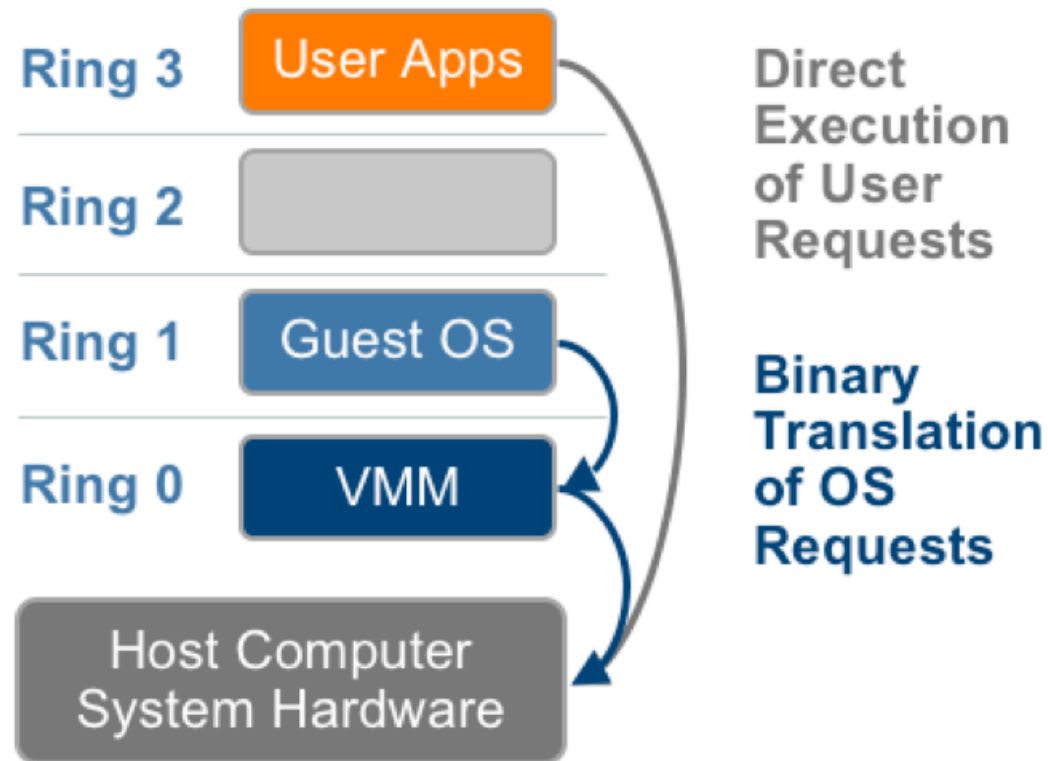 Ring 3
User Apps
Ring 2
Ring 1
Guest OS
Ring 0
VMM
Host Computer
System Hardware
Direct
Execution
of User
Requests
Binary
Translation
of OS
Requests